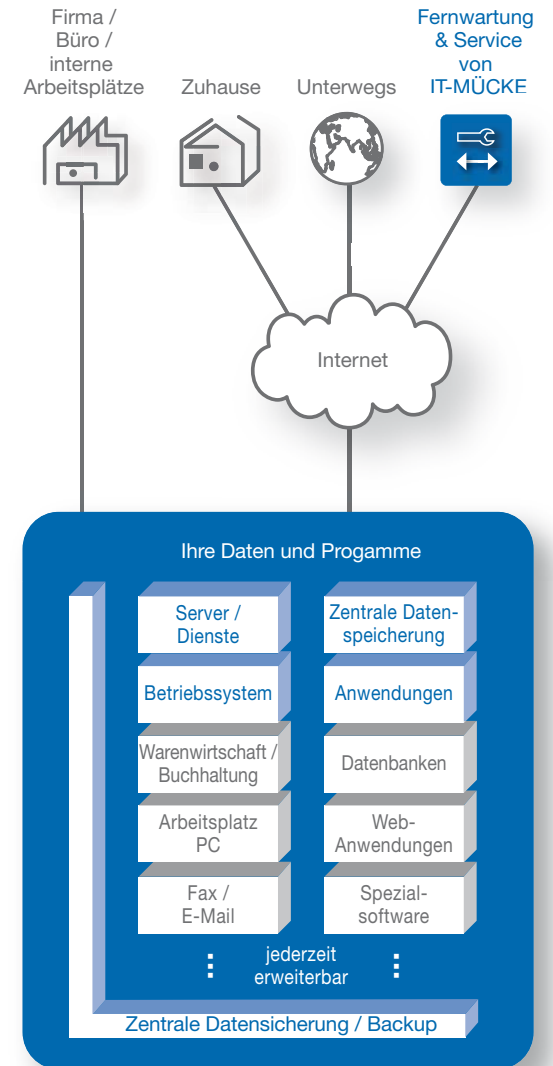 Firma /
Büro /
interne
Arbeitsplätze
Zuhause
Unterwegs
Fernwartung
& Service
von
IT-MÜCKE
Internet
Ihre Daten und Progamme
Server /
Dienste
Zentrale Daten-
speicherung
Betriebssystem
Anwendungen
Warenwirtschaft /
Buchhaltung
Datenbanken
Arbeitsplatz
PC
Web-
Anwendungen
Fax /
E-Mail
Spezial-
software
jederzeit
erweiterbar
Zentrale Datensicherung / Backup